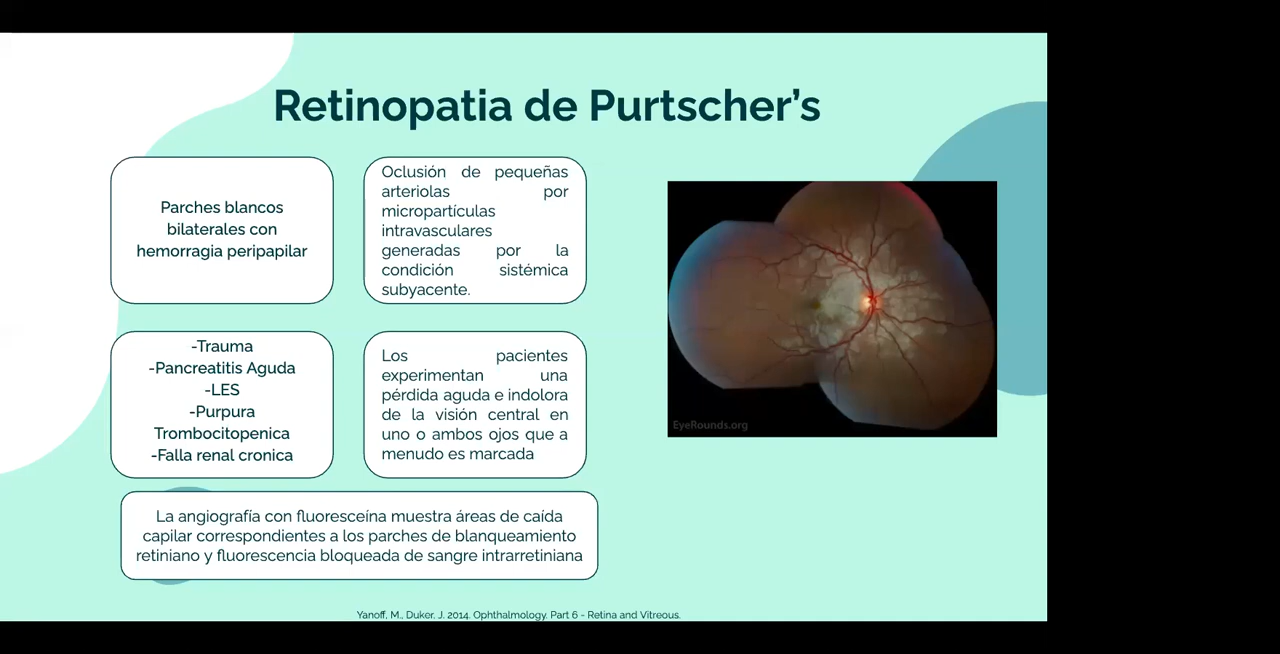 Retinopatia de Purtscher's
Parches blancos
bilaterales con
hemorragia peripapilar
Oclusión de pequeñas
arteriolas por
micropartículas
intravasculares
generadas por la
condición sistémica
subyacente.
-Trauma
-Pancreatitis Aguda
-LES
-Purpura
Trombocitopenica
-Falla renal cronica
Los pacientes
experimentan una
pérdida aguda e indolora
de la visión central en
uno o ambos ojos que a
menudo es marcada
EyeRounds.org
La angiografía con fluoresceína muestra áreas de caída
capilar correspondientes a los parches de blanqueamiento
retiniano y fluorescencia bloqueada de sangre intrarretiniana
Yanoff, M., Duker, J. 2014. Ophthalmology. Part 6 - Retina and Vitreous.